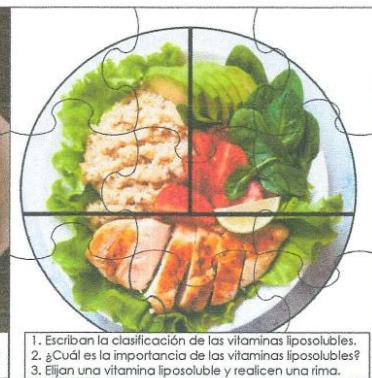 1. Escriban la clasificación de las vitaminas liposolubles.
2. ¿Cuál es la importancia de las vitaminas liposolubles?
3. Elijan una vitamina liposoluble y realicen una rima.